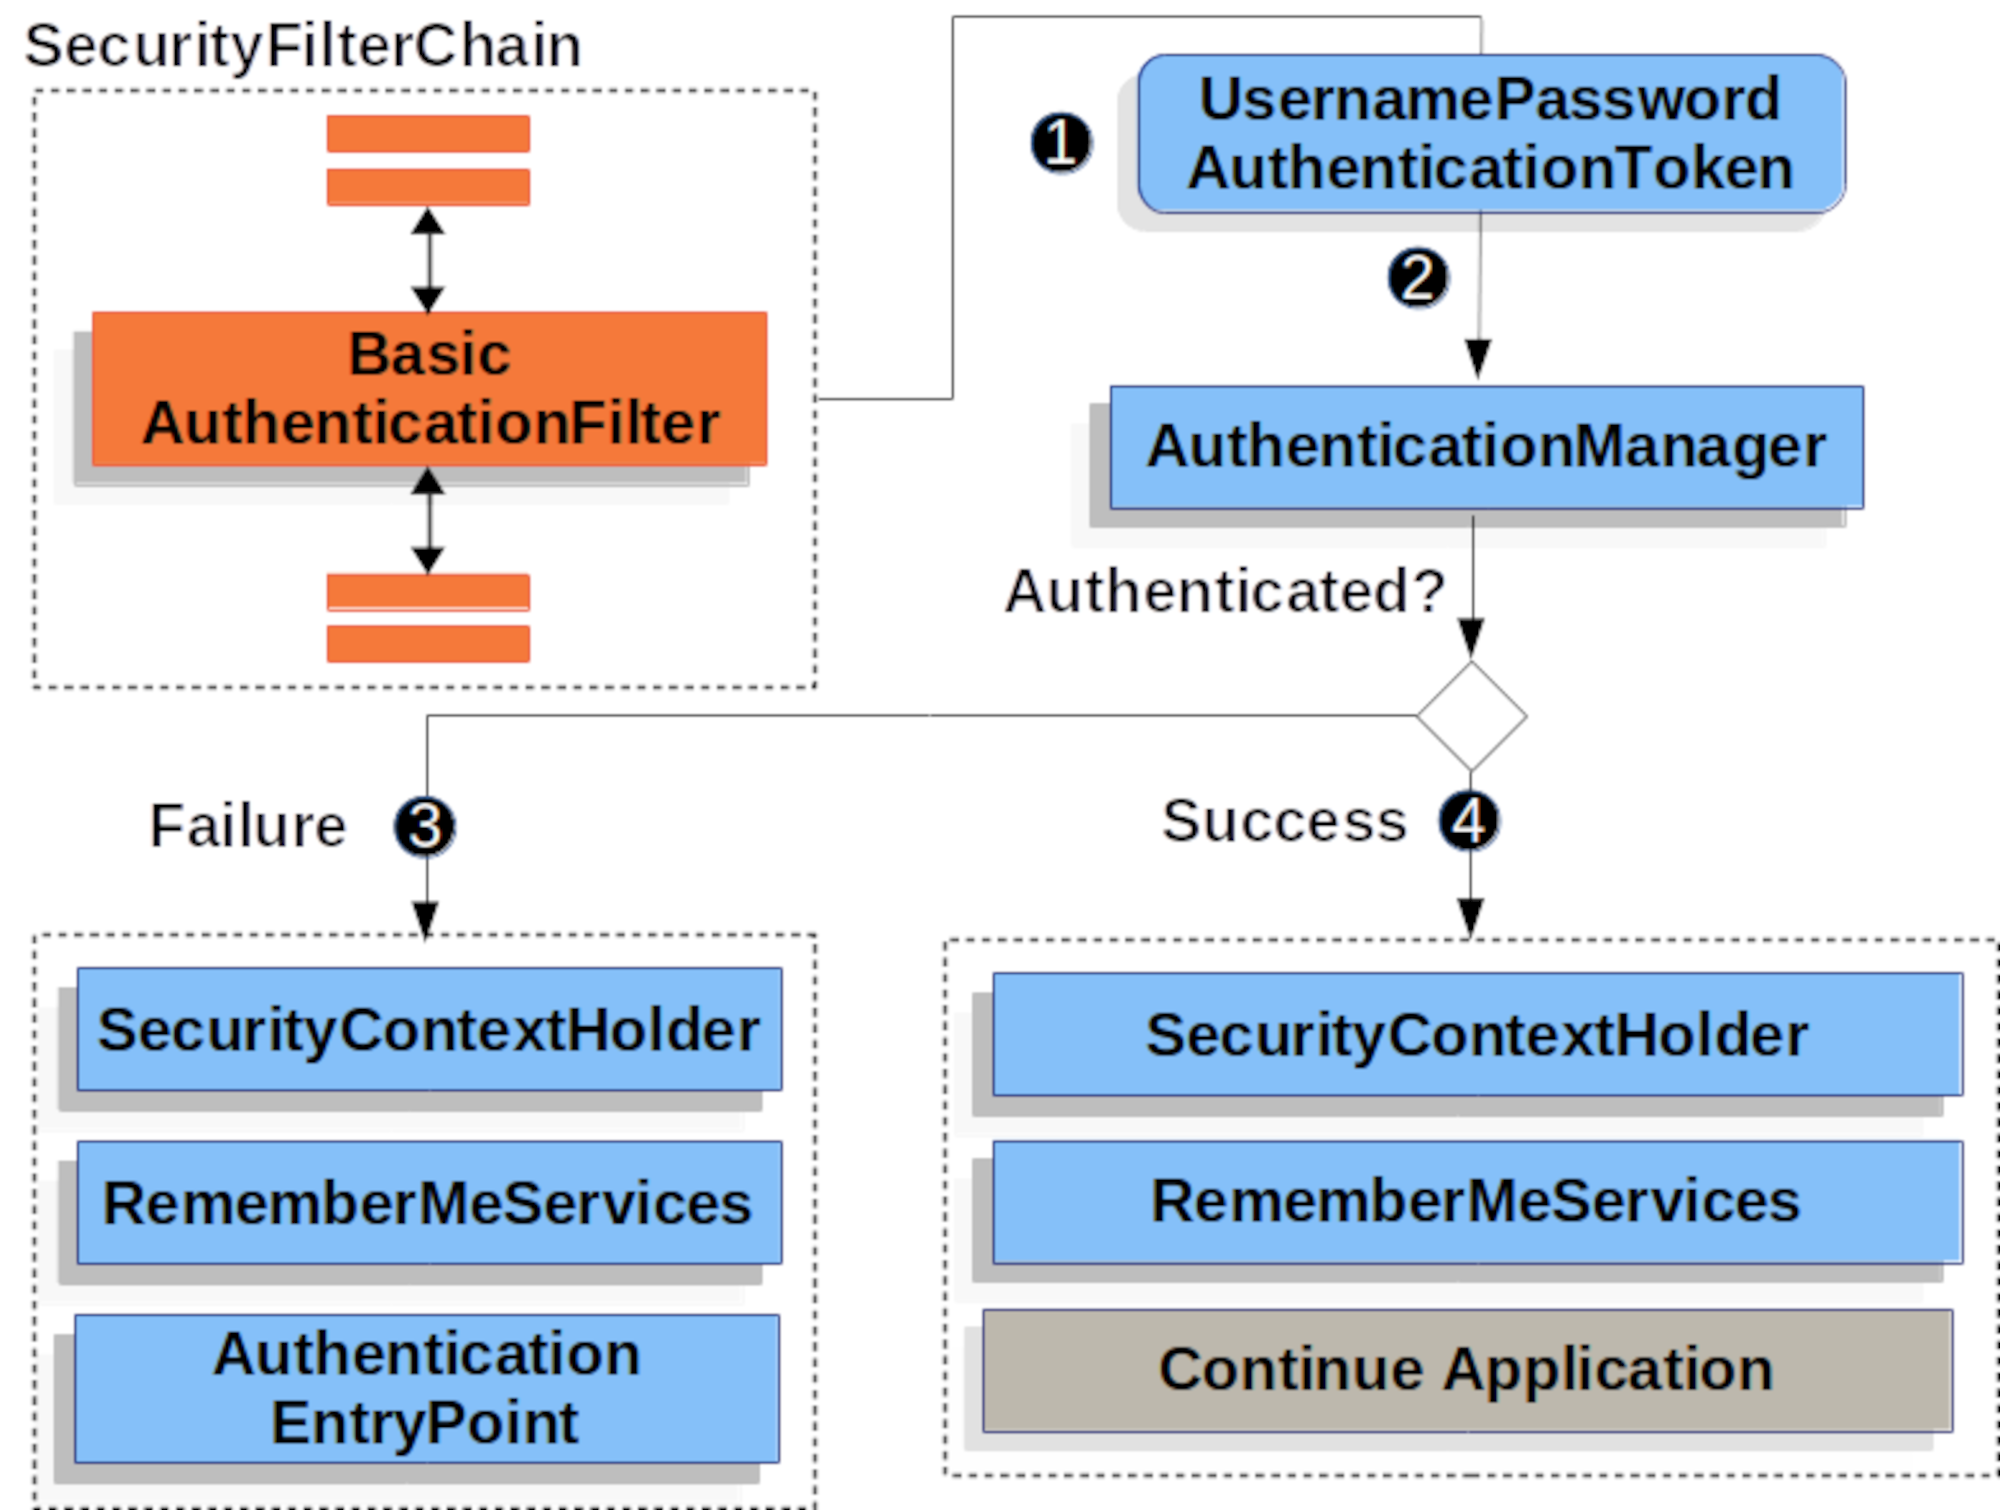 SecurityFilterChain
Basic
AuthenticationFilter
1
UsernamePassword
AuthenticationToken
2
AuthenticationManager
Authenticated?
Failure
3
Success
4
SecurityContextHolder
RememberMeServices
Authentication
EntryPoint
SecurityContextHolder
RememberMeServices
Continue Application